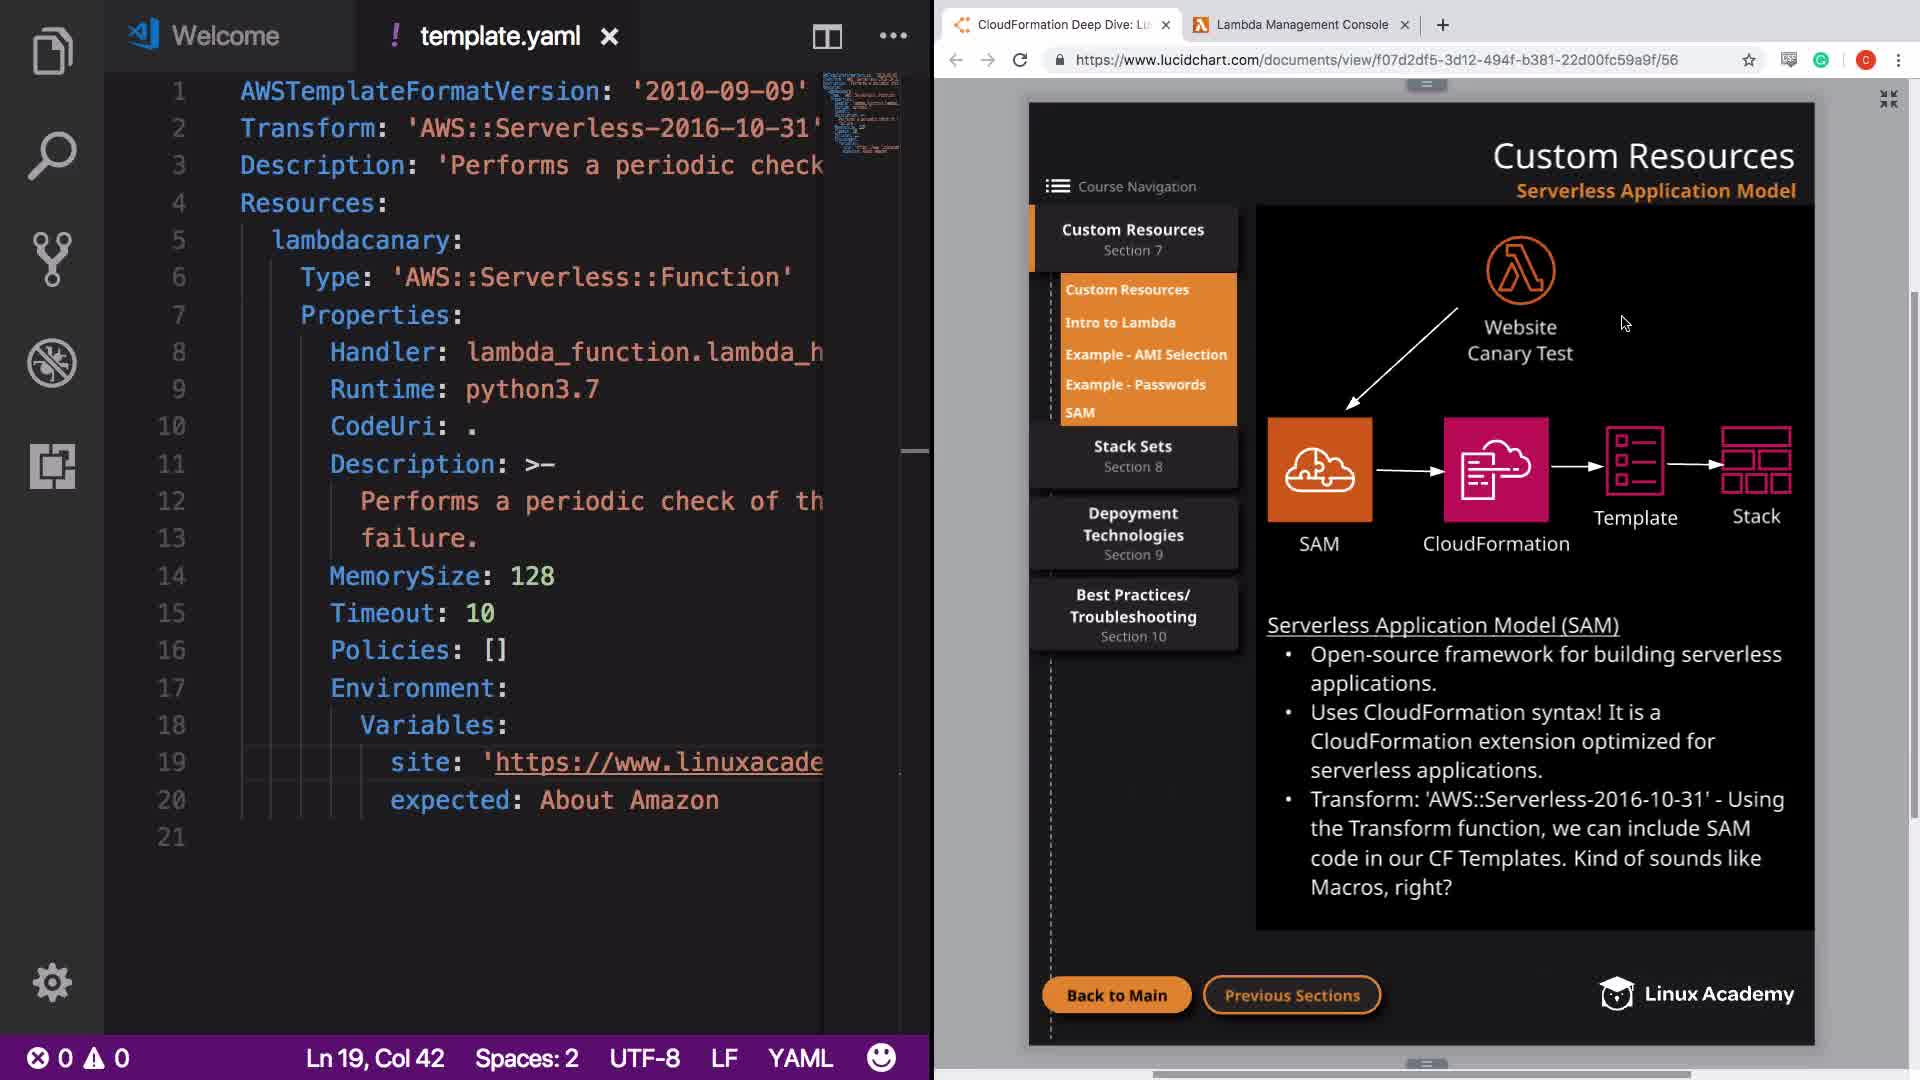 Welcome
! template.yaml
1 AWSTemplateFormatVersion: '2010-09-09'
2 Transform: 'AWS::Serverless-2016-10-31'
3 Description: 'Performs a periodic check
4 Resources:
5 lambdacanary:
6 Type: 'AWS::Serverless::Function'
7 Properties:
8 Handler: lambda_function.lambda_h
9 Runtime: python3.7
10 CodeUri: .
11 Description: >-
12 Performs a periodic check of th
13 failure.
14 MemorySize: 128
15 Timeout: 10
16 Policies: []
17 Environment:
18 Variables:
19 site: 'https://www.linuxacade
20 expected: About Amazon
21
0 0 Ln 19, Col 42 Spaces: 2 UTF-8 LF YAML
CloudFormation Deep Dive: Li
Lambda Management Console
https://www.lucidchart.com/documents/view/f07d2df5-3d12-494f-b381-22d00fc59a9f/56
C
Custom Resources
Serverless Application Model
Course Navigation
Custom Resources
Section 7
Custom Resources
Intro to Lambda
Example - AMI Selection
Example - Passwords
SAM
Stack Sets
Section 8
Depoyment
Technologies
Section 9
Best Practices/
Troubleshooting
Section 10
Website
Canary Test
SAM
CloudFormation
Template
Stack
Serverless Application Model (SAM)
• Open-source framework for building serverless
applications.
• Uses CloudFormation syntax! It is a
CloudFormation extension optimized for
serverless applications.
• Transform: 'AWS::Serverless-2016-10-31' - Using
the Transform function, we can include SAM
code in our CF Templates. Kind of sounds like
Macros, right?
Back to Main
Previous Sections
Linux Academy